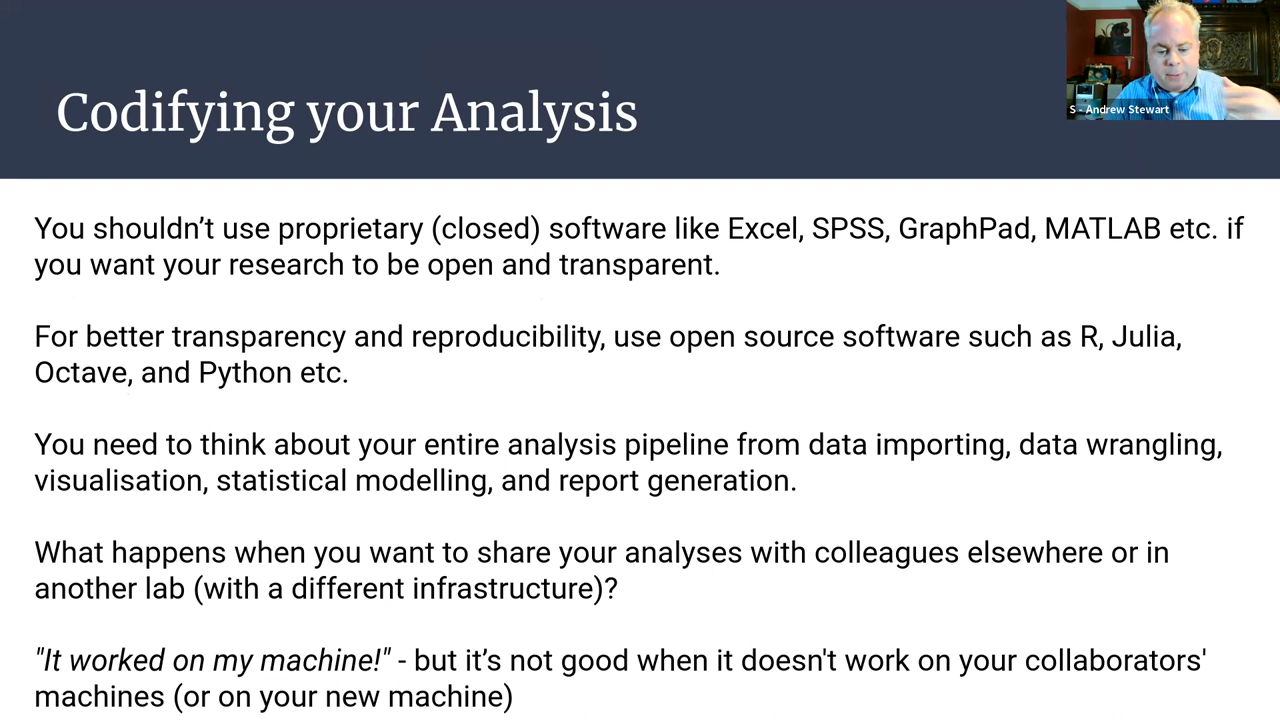 Codifying your Analysis
S - Andrew Stewart
You shouldn’t use proprietary (closed) software like Excel, SPSS, GraphPad, MATLAB etc. if
you want your research to be open and transparent.
For better transparency and reproducibility, use open source software such as R, Julia,
Octave, and Python etc.
You need to think about your entire analysis pipeline from data importing, data wrangling,
visualisation, statistical modelling, and report generation.
What happens when you want to share your analyses with colleagues elsewhere or in
another lab (with a different infrastructure)?
"It worked on my machine!" - but it’s not good when it doesn't work on your collaborators'
machines (or on your new machine)